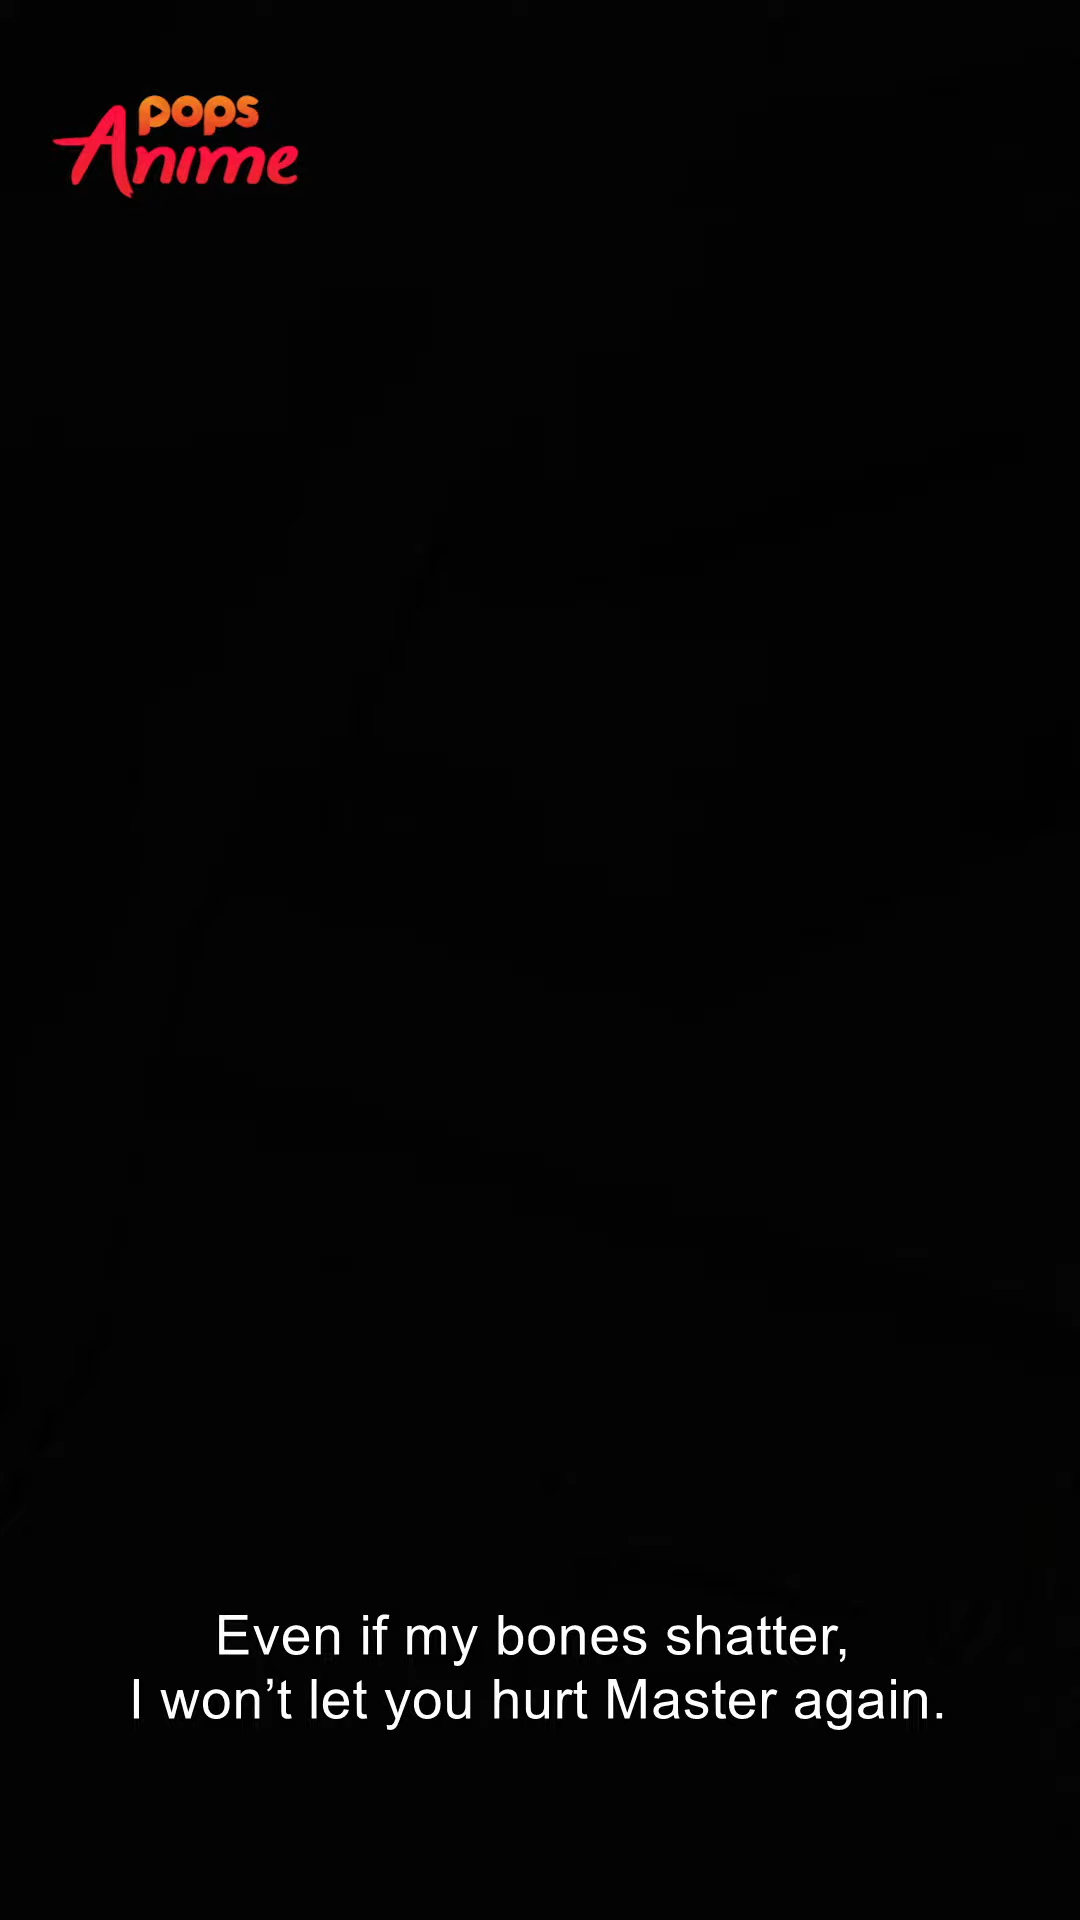 pops
Anime
Even if my bones shatter,
I won’t let you hurt Master again.